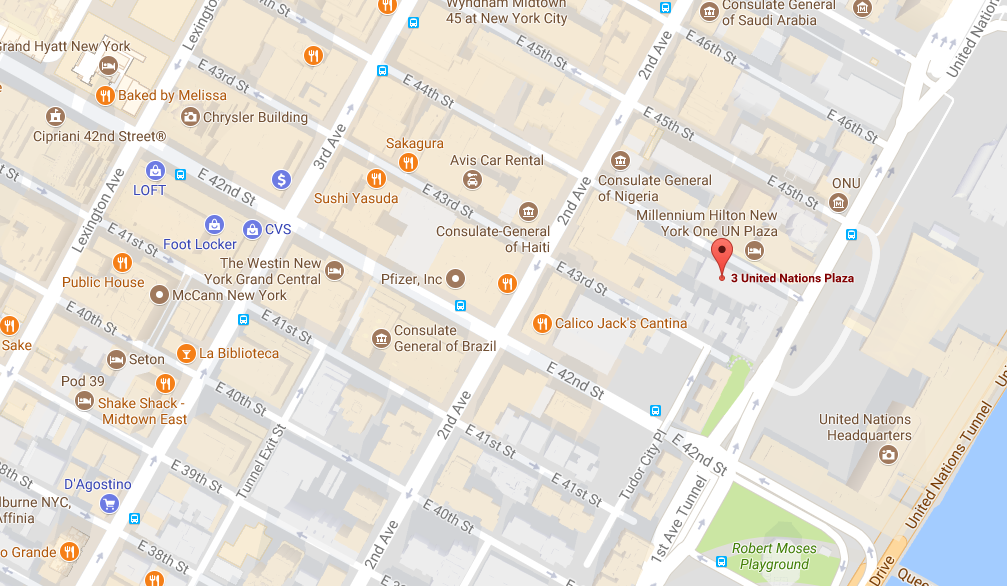 Wyndham Midtown
45 at New York City
Consulate General
of Saudi Arabia
United Nation
Lexington
2nd Ave
E 46th St
Grand Hyatt New York
E 45th St
3rd Ave
E 43rd St
E 44th St
Baked by Melissa
Chrysler Building
Cipriani 42nd Street®
E 45th St
E 46th St
3rd Ave
Sakagura
Avis Car Rental
LOFT
E 42nd St
Sushi Yasuda
E 43rd St
Consulate General
of Nigeria
E 45th St
ONU
Lexington Ave
2nd Ave
Millennium Hilton New
York One UN Plaza
Foot Locker
CVS
E 41st St
Consulate-General
of Haiti
The Westin New
York Grand Central
Pfizer, Inc
E 43rd St
3 United Nations Plaza
Public House
McCann New York
E 40th St
E 41st St
Consulate
General of Brazil
Calico Jack's Cantina
Sake
Seton
La Biblioteca
Pod 39
E 42nd St
Shake Shack -
Midtown East
E 40th St
2nd Ave
United Nations
Headquarters
E 41st St
E 42nd St
Tudor City Pl
Tunnel Exit St
E 39th St
United Nations Tunnel
D'Agostino
1st Ave Tunnel
E 40th St
2nd Ave
E 38th St
Robert Moses
Playground
Drive